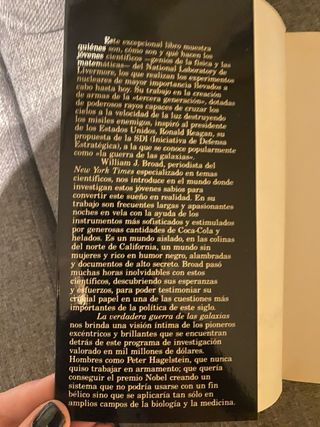 Este excepcional libro muestra
quiénes son, cómo son y qué hacen los
jóvenes científicos —genios de la física y las
matemáticas— del National Laboratory de
Livermore, los que realizan los experimentos
nucleares de mayor importancia llevados a
cabo hasta hoy. Su trabajo en la creación
de armas de la «tercera generación», dotadas
de poderosos rayos capaces de cruzar los
cielos a la velocidad de la luz destruyendo
los misiles enemigos, inspiró al presidente
de los Estados Unidos, Ronald Reagan, su
propuesta de la SDI (Iniciativa de Defensa
Estratégica), a la que se conoce popularmente
como «la guerra de las galaxias».
William J. Broad, periodista del
New York Times especializado en temas
científicos, nos introduce en el mundo donde
investigan estos jóvenes sabios para
convertir este sueño en realidad. En su
trabajo son frecuentes largas y apasionantes
noches en vela con la ayuda de los
instrumentos más sofisticados y estimulados
por generosas cantidades de Coca-Cola y
helados. Es un mundo aislado, en las colinas
del norte de California, un mundo sin
mujeres y rico en humor negro, alambradas
y documentos de alto secreto. Broad pasó
muchas horas inolvidables con estos
científicos, descubriendo sus esperanzas
y esfuerzos, para poder testimoniar su
crucial papel en una de las cuestiones más
importantes de la política de este siglo.
La verdadera guerra de las galaxias
nos brinda una visión íntima de los pioneros
excéntricos y brillantes que se encuentran
detrás de este programa de investigación
valorado en mil millones de dólares.
Hombres como Peter Hagelstein, que nunca
quiso trabajar en armamento; que quería
conseguir el premio Nobel creando un
sistema que no podría usarse con un fin
bélico sino que se aplicaría tan sólo en
amplios campos de la biología y la medicina.